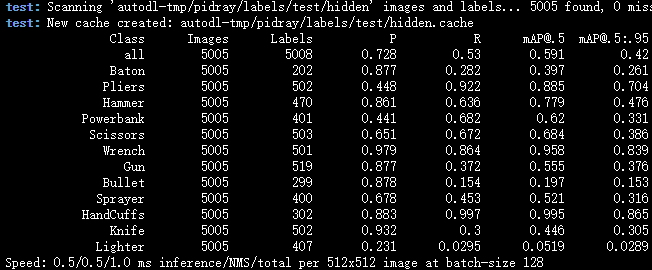 test: Scanning 'autodl-tmp/pidray/labels/test/hidden' images and labels... 5005 found, 0 miss
test: New cache created: autodl-tmp/pidray/labels/test/hidden.cache
Class Images Labels P R mAP@.5 mAP@.5:.95
all 5005 5008 0.728 0.53 0.591 0.42
Baton 5005 202 0.877 0.282 0.397 0.261
Pliers 5005 502 0.448 0.922 0.885 0.704
Hammer 5005 470 0.861 0.636 0.779 0.476
Powerbank 5005 401 0.441 0.682 0.62 0.331
Scissors 5005 503 0.651 0.672 0.684 0.386
Wrench 5005 501 0.979 0.864 0.958 0.839
Gun 5005 519 0.877 0.372 0.555 0.376
Bullet 5005 299 0.878 0.154 0.197 0.153
Sprayer 5005 400 0.678 0.453 0.521 0.316
HandCuffs 5005 302 0.883 0.997 0.995 0.865
Knife 5005 502 0.932 0.3 0.446 0.305
Lighter 5005 407 0.231 0.0295 0.0519 0.0289
Speed: 0.5/0.5/1.0 ms inference/NMS/total per 512x512 image at batch-size 128